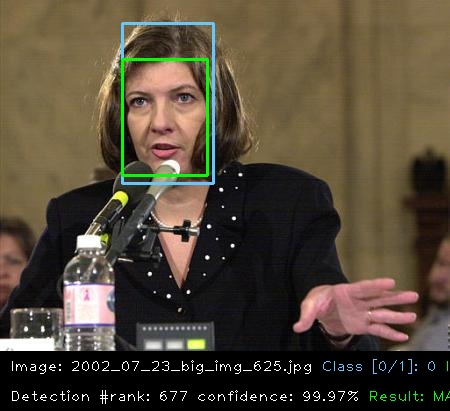 Image: 2002_07_23_big_img_625.jpg Class [0/1]: 0
Detection #rank: 677 confidence: 99.97% Result: MA